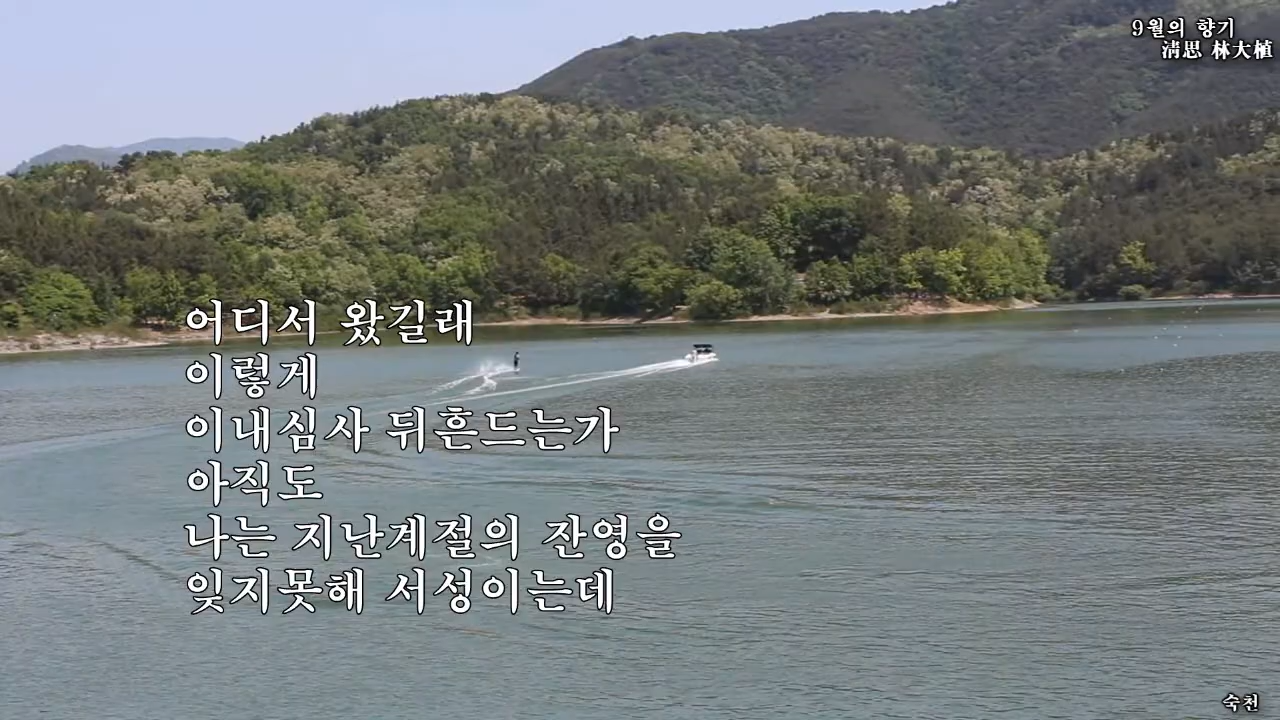 9월의 향기
淸思 林大植
어디서 왔길래
이렇게
이내심사 뒤흔드는가
아직도
나는 지난계절의 잔영을
잊지못해 서성이는데
숙천